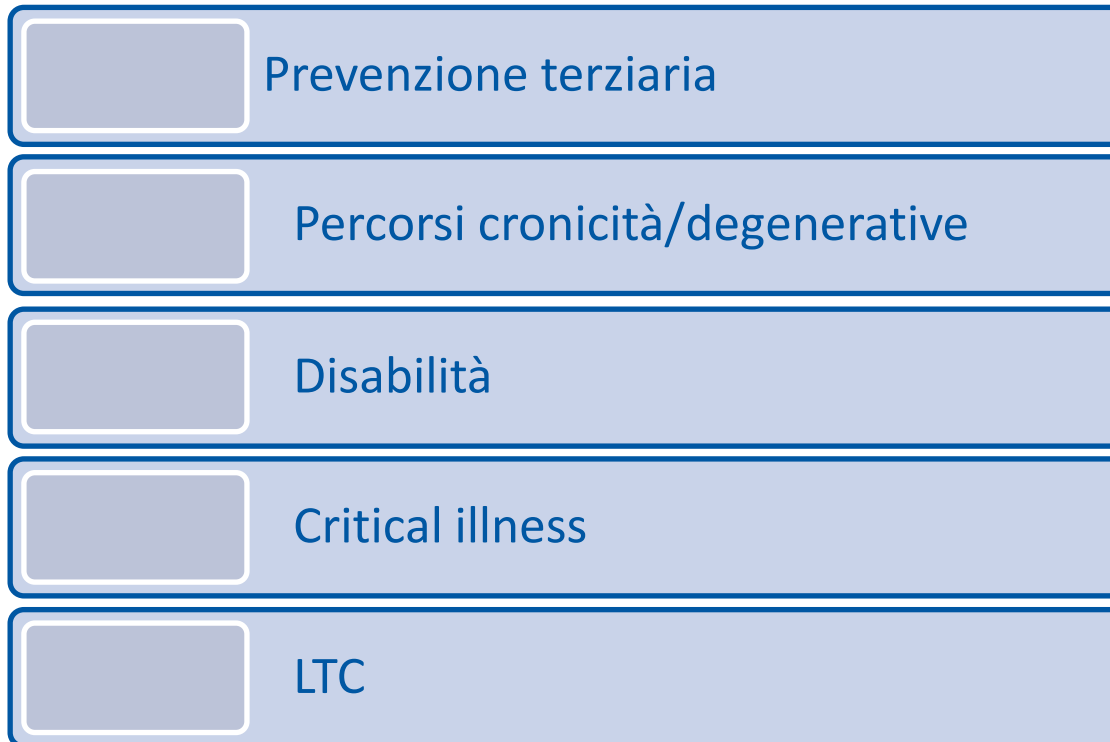 Prevenzione terziaria
Percorsi cronicità/degenerative
Disabilità
Critical illness
LTC